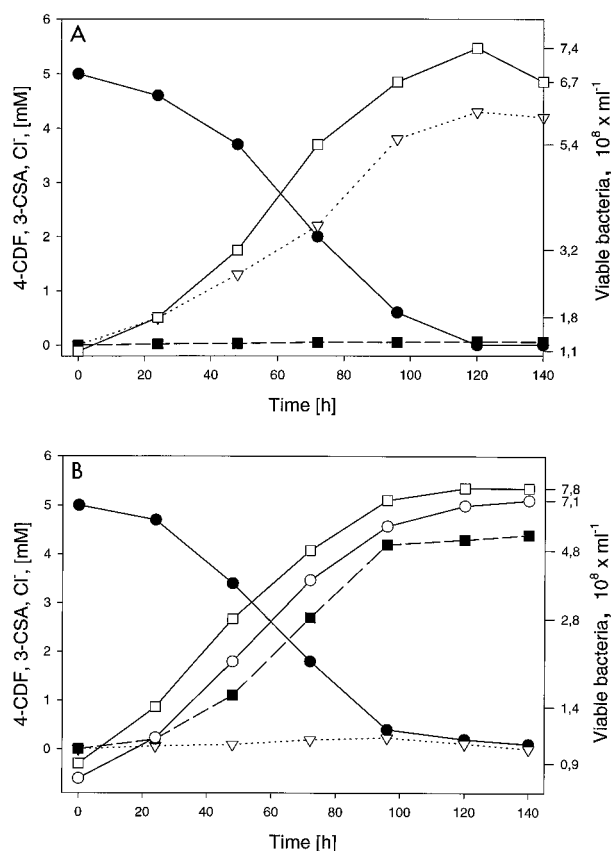 A
6
5
4
3
2
1
0
4-CDF, 3-CSA, Cl-, [mM]
7,4
6,7
5,4
3,2
1,8
1,1
Viable bacteria, 10⁸ x ml⁻¹
0 20 40 60 80 100 120 140
Time [h]
B
6
5
4
3
2
1
0
4-CDF, 3-CSA, Cl-, [mM]
7,8
7,1
4,8
2,8
1,4
0,9
Viable bacteria, 10⁸ x ml⁻¹
0 20 40 60 80 100 120 140
Time [h]